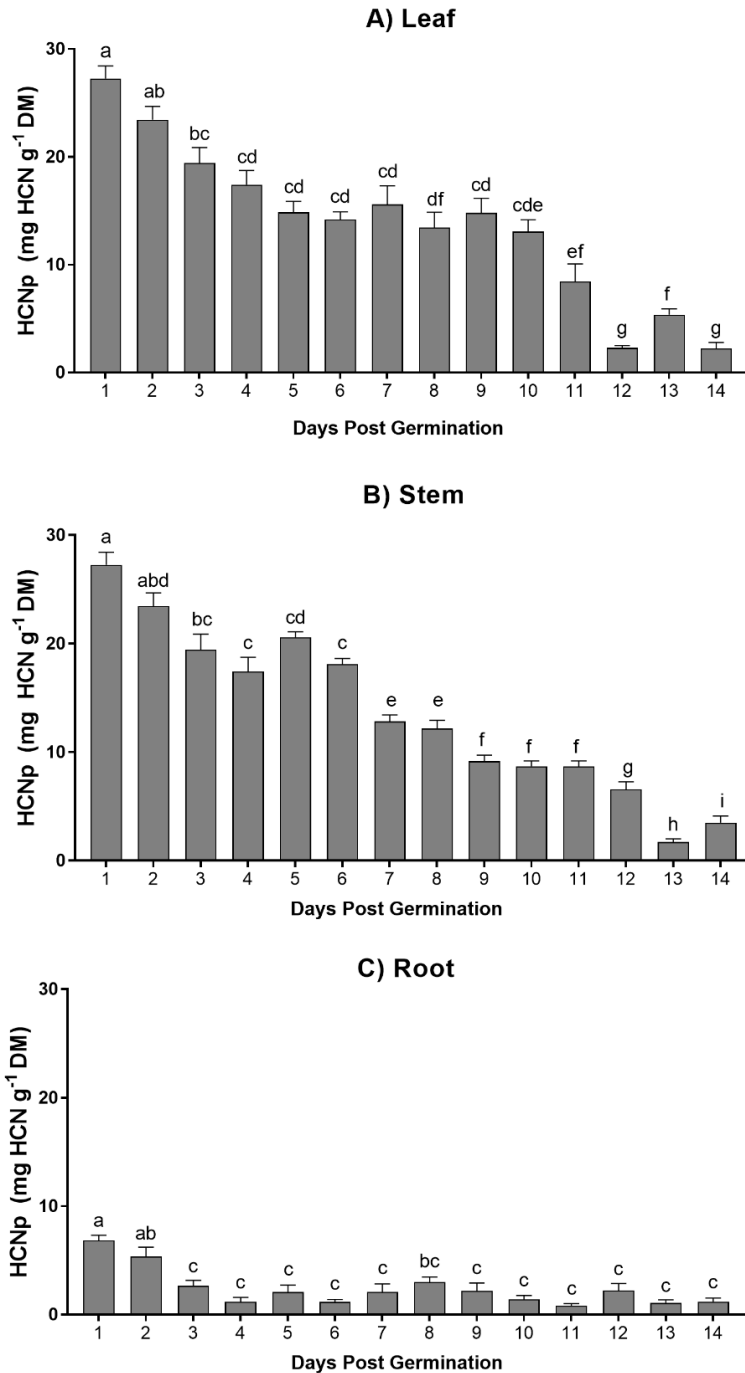 A) Leaf
HCNp (mg HCN g⁻¹ DM)
30
20
10
0
a ab bc cd cd cd cd df cd cde ef g f g
1 2 3 4 5 6 7 8 9 10 11 12 13 14
Days Post Germination
B) Stem
HCNp (mg HCN g⁻¹ DM)
30
20
10
0
a abd bc c cd c e e f f f g h i
1 2 3 4 5 6 7 8 9 10 11 12 13 14
Days Post Germination
C) Root
HCNp (mg HCN g⁻¹ DM)
30
20
10
0
a ab c c c c c bc c c c c c c
1 2 3 4 5 6 7 8 9 10 11 12 13 14
Days Post Germination